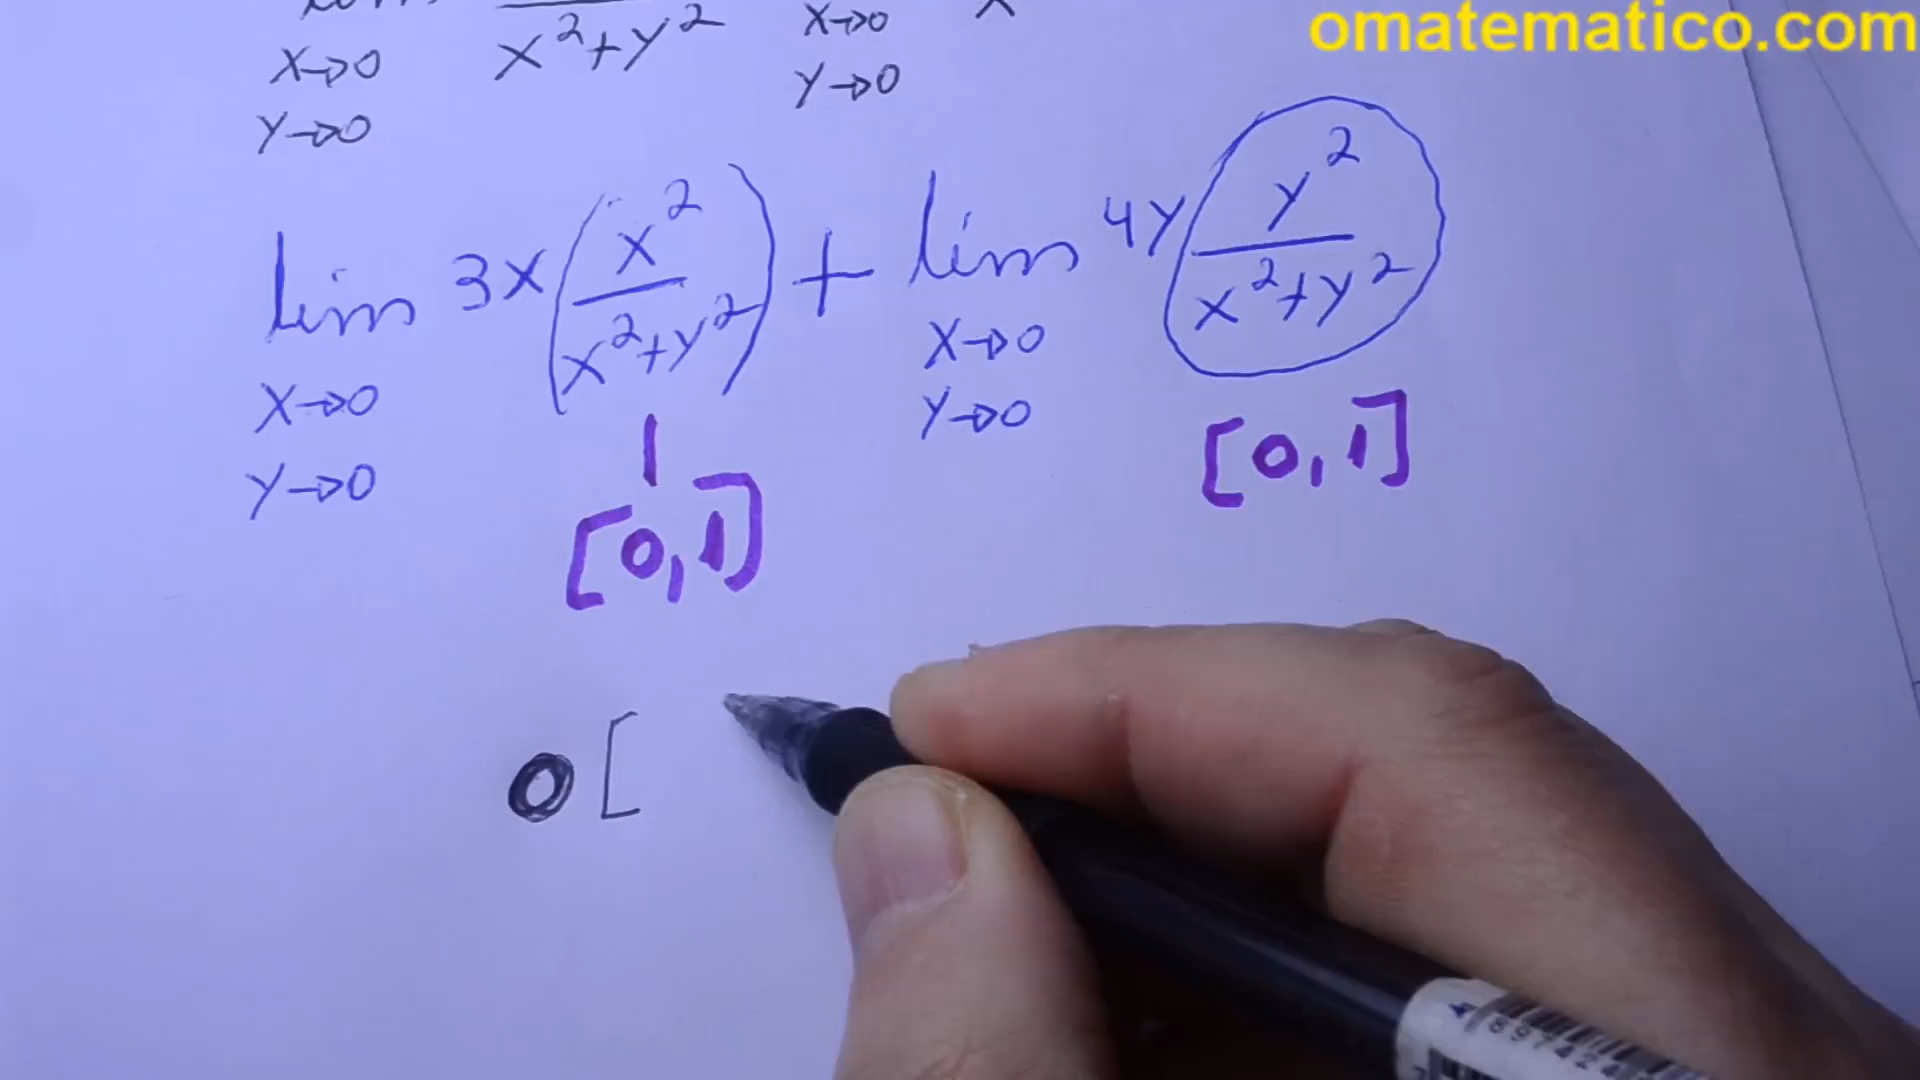 omatematico.com
x²+y²
x→0
x→0
x
y→0
y→0
lim 3x(x²/(x²+y²)) + lim 4y y²/(x²+y²)
x→0
y→0
x→0
y→0
1
[0,1]
[0,1]
0 [